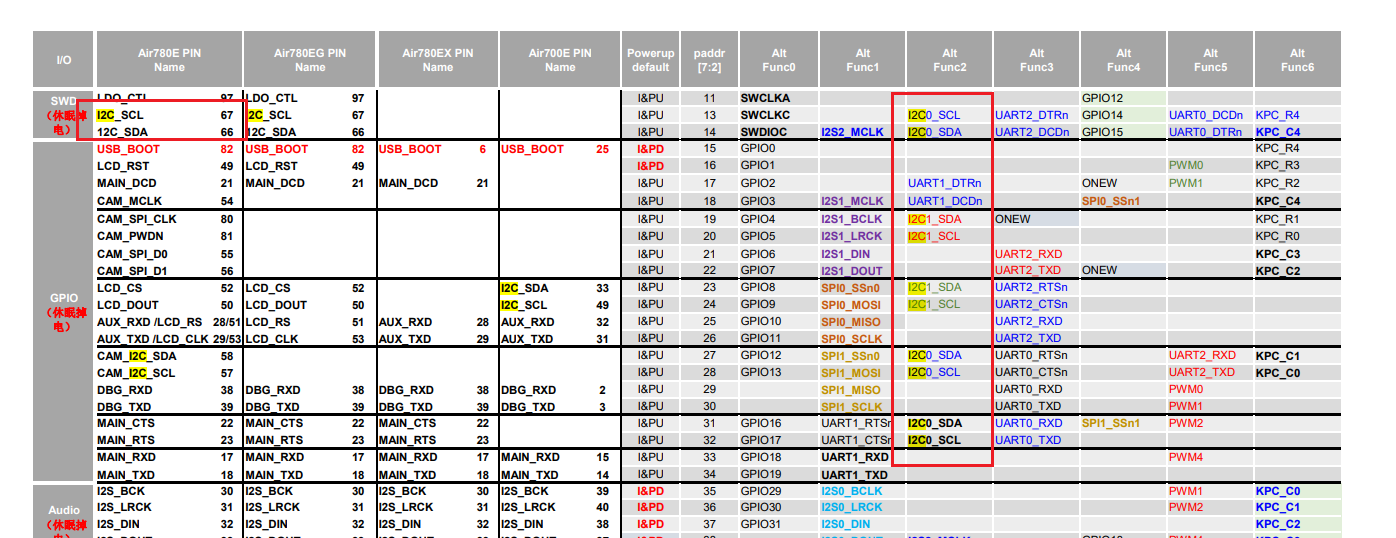 I/O Air780E PIN Name Air780EG PIN Name Air780EX PIN Name Air700E PIN Name Powerup default paddr [7:2] Alt Func0 Alt Func1 Alt Func2 Alt Func3 Alt Func4 Alt Func5 Alt Func6
SWD （休眠掉电）
LDO_CTL 97 LDO_CTL 97 I&PU 11 SWCLKA GPIO12
I2C_SCL 67 I2C_SCL 67 I&PU 13 SWCLKC I2C0_SCL UART2_DTRn GPIO14 UART0_DCDn KPC_R4
12C_SDA 66 I2C_SDA 66 I&PU 14 SWDIOC I2S2_MCLK I2C0_SDA UART2_DCDn GPIO15 UART0_DTRn KPC_C4
GPIO （休眠掉电）
USB_BOOT 82 USB_BOOT 82 USB_BOOT 6 USB_BOOT 25 I&PD 15 GPIO0 KPC_R4
LCD_RST 49 LCD_RST 49 I&PD 16 GPIO1 PWM0 KPC_R3
MAIN_DCD 21 MAIN_DCD 21 MAIN_DCD 21 I&PU 17 GPIO2 UART1_DTRn ONEW PWM1 KPC_R2
CAM_MCLK 54 I&PU 18 GPIO3 I2S1_MCLK UART1_DCDn SPI0_SSn1 KPC_C4
CAM_SPI_CLK 80 I&PU 19 GPIO4 I2S1_BCLK I2C1_SDA ONEW KPC_R1
CAM_PWDN 81 I&PU 20 GPIO5 I2S1_LRCK I2C1_SCL KPC_R0
CAM_SPI_D0 55 I&PU 21 GPIO6 I2S1_DIN UART2_RXD KPC_C3
CAM_SPI_D1 56 I&PU 22 GPIO7 I2S1_DOUT UART2_TXD ONEW KPC_C2
LCD_CS 52 LCD_CS 52 I2C_SDA 33 I&PU 23 GPIO8 SPI0_SSn0 I2C1_SDA UART2_RTSn
LCD_DOUT 50 LCD_DOUT 50 I2C_SCL 49 I&PU 24 GPIO9 SPI0_MOSI I2C1_SCL UART2_CTSn
AUX_RXD /LCD_RS 28/51 LCD_RS 51 AUX_RXD 28 AUX_RXD 32 I&PU 25 GPIO10 SPI0_MISO UART2_RXD
AUX_TXD /LCD_CLK 29/53 LCD_CLK 53 AUX_TXD 29 AUX_TXD 31 I&PU 26 GPIO11 SPI0_SCLK UART2_TXD
CAM_I2C_SDA 58 I&PU 27 GPIO12 SPI1_SSn0 I2C0_SDA UART0_RTSn UART2_RXD KPC_C1
CAM_I2C_SCL 57 I&PU 28 GPIO13 SPI1_MOSI I2C0_SCL UART0_CTSn UART2_TXD KPC_C0
DBG_RXD 38 DBG_RXD 38 DBG_RXD 38 DBG_RXD 2 I&PU 29 SPI1_MISO UART0_RXD PWM0
DBG_TXD 39 DBG_TXD 39 DBG_TXD 39 DBG_TXD 3 I&PU 30 SPI1_SCLK UART0_TXD PWM1
MAIN_CTS 22 MAIN_CTS 22 MAIN_CTS 22 I&PU 31 GPIO16 UART1_RTSn I2C0_SDA UART0_RXD SPI1_SSn1 PWM2
MAIN_RTS 23 MAIN_RTS 23 MAIN_RTS 23 I&PU 32 GPIO17 UART1_CTSn I2C0_SCL UART0_TXD
MAIN_RXD 17 MAIN_RXD 17 MAIN_RXD 17 MAIN_RXD 15 I&PU 33 GPIO18 UART1_RXD PWM4
MAIN_TXD 18 MAIN_TXD 18 MAIN_TXD 18 MAIN_TXD 14 I&PU 34 GPIO19 UART1_TXD
Audio （休眠掉
I2S_BCK 30 I2S_BCK 30 I2S_BCK 30 I2S_BCK 39 I&PD 35 GPIO29 I2S0_BCLK PWM1 KPC_C0
I2S_LRCK 31 I2S_LRCK 31 I2S_LRCK 31 I2S_LRCK 40 I&PD 36 GPIO30 I2S0_LRCK PWM2 KPC_C1
I2S_DIN 32 I2S_DIN 32 I2S_DIN 32 I2S_DIN 38 I&PD 37 GPIO31 I2S0_DIN KPC_C2